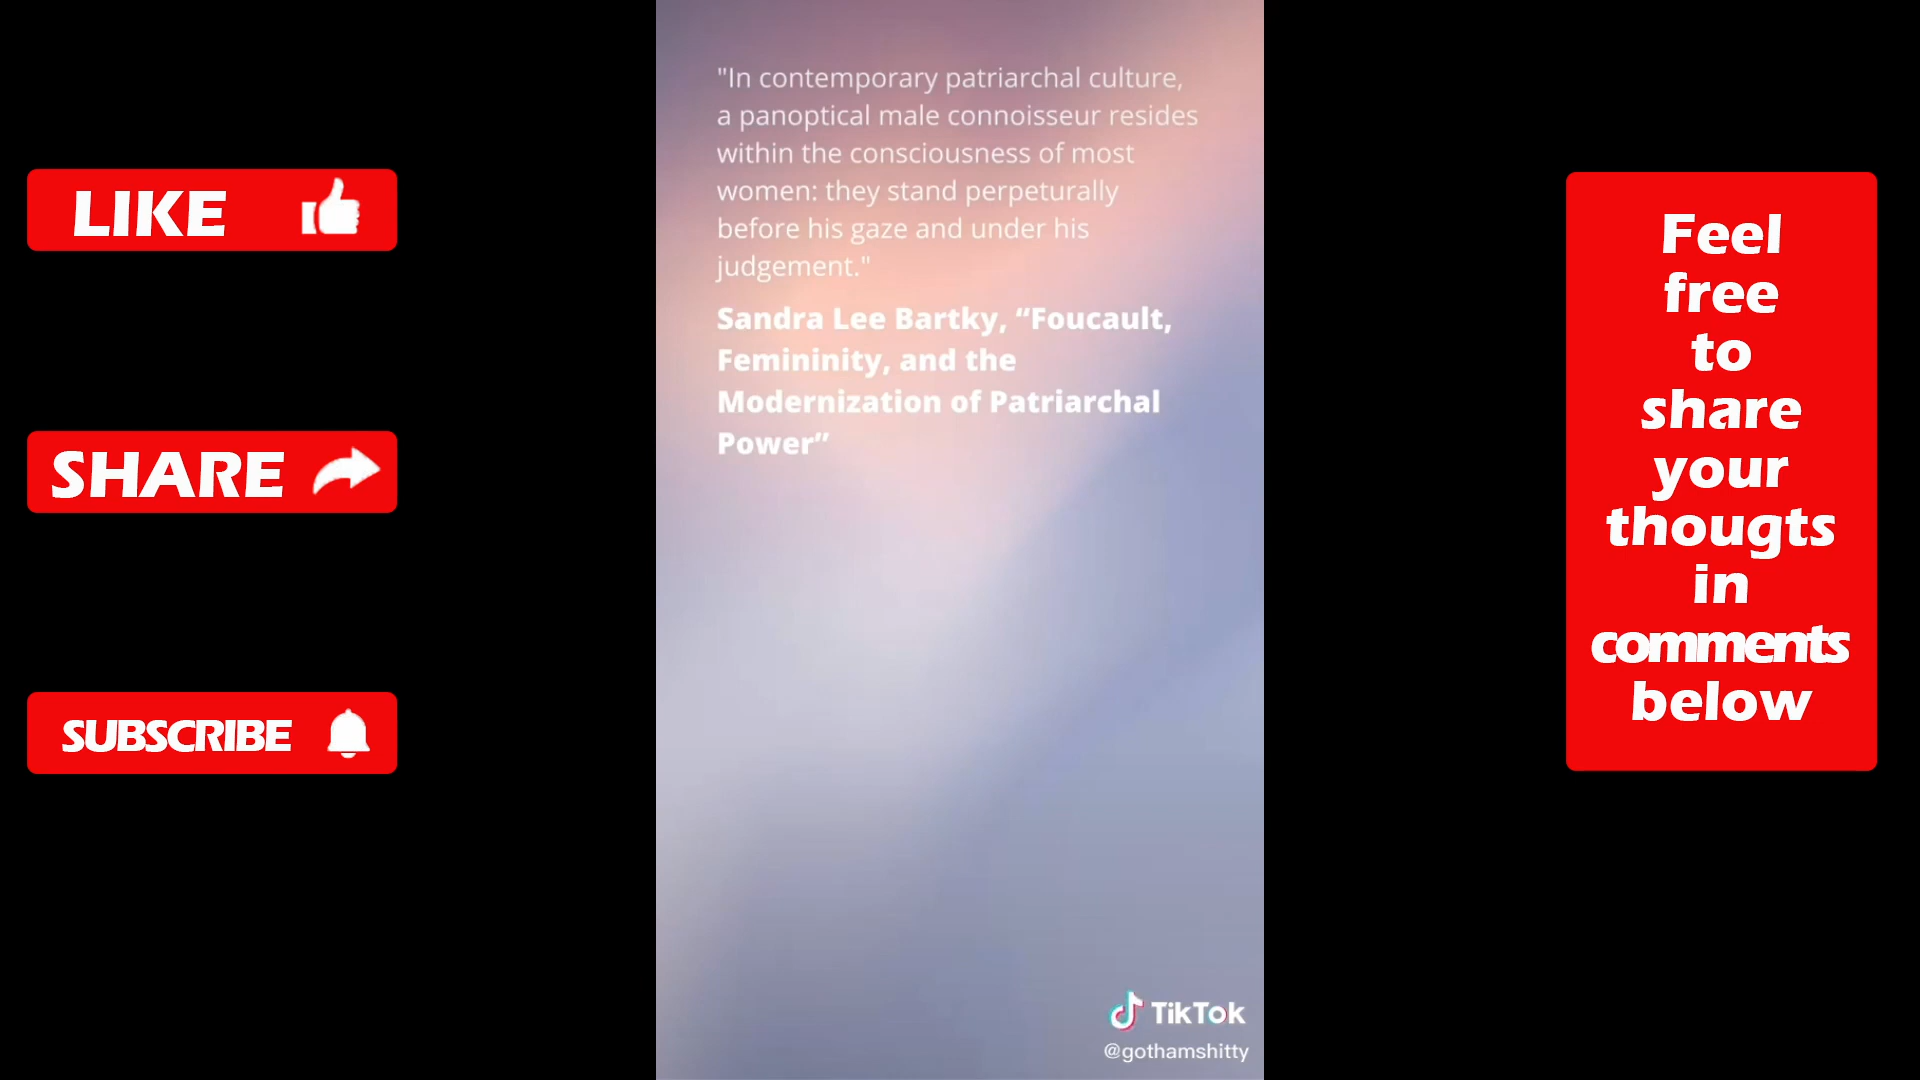 LIKE
SHARE
SUBSCRIBE
"In contemporary patriarchal culture,
a panoptical male connoisseur resides
within the consciousness of most
women: they stand perpeturally
before his gaze and under his
judgement."
Sandra Lee Bartky, “Foucault,
Femininity, and the
Modernization of Patriarchal
Power”
TikTok
@gothamshitty
Feel
free
to
share
your
thougts
in
comments
below